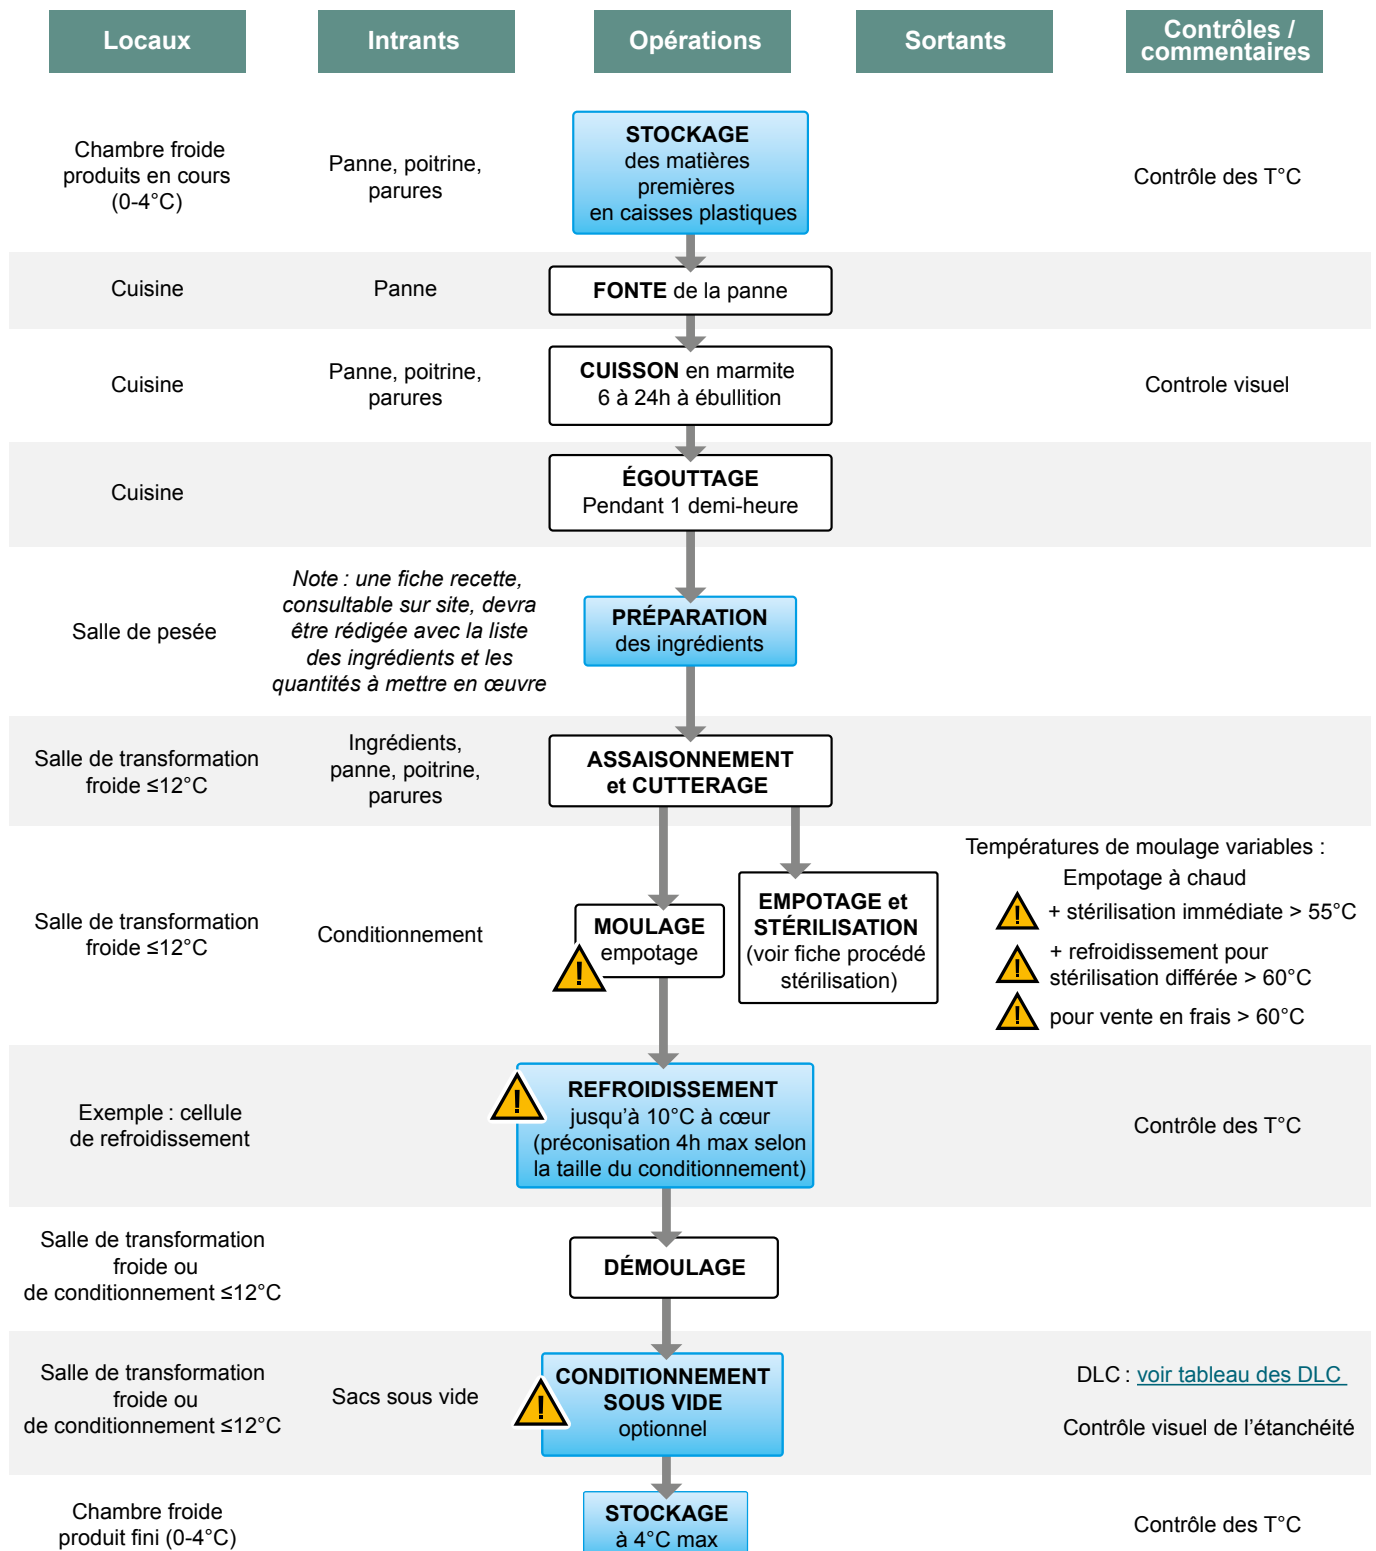 Locaux
Intrants
Opérations
Sortants
Contrôles /
commentaires
Chambre froide
produits en cours
(0-4°C)
Panne, poitrine,
parures
STOCKAGE
des matières
premières
en caisses plastiques
Contrôle des T°C
Cuisine
Panne
FONTE de la panne
Cuisine
Panne, poitrine,
parures
CUISSON en marmite
6 à 24h à ébullition
Controle visuel
Cuisine
ÉGOUTTAGE
Pendant 1 demi-heure
Salle de pesée
Note : une fiche recette,
consultable sur site, devra
être rédigée avec la liste
des ingrédients et les
quantités à mettre en œuvre
PRÉPARATION
des ingrédients
Salle de transformation
froide ≤12°C
Ingrédients,
panne, poitrine,
parures
ASSAISONNEMENT
et CUTTERAGE
Salle de transformation
froide ≤12°C
Conditionnement
MOULAGE
empotage
EMPOTAGE et
STÉRILISATION
(voir fiche procédé
stérilisation)
Températures de moulage variables :
Empotage à chaud
+ stérilisation immédiate > 55°C
+ refroidissement pour
stérilisation différée > 60°C
pour vente en frais > 60°C
Exemple : cellule
de refroidissement
REFROIDISSEMENT
jusqu'à 10°C à cœur
(préconisation 4h max selon
la taille du conditionnement)
Contrôle des T°C
Salle de transformation
froide ou
de conditionnement ≤12°C
DÉMOULAGE
Salle de transformation
froide ou
de conditionnement ≤12°C
Sacs sous vide
CONDITIONNEMENT
SOUS VIDE
optionnel
DLC : voir tableau des DLC
Contrôle visuel de l'étanchéité
Chambre froide
produit fini (0-4°C)
STOCKAGE
à 4°C max
Contrôle des T°C